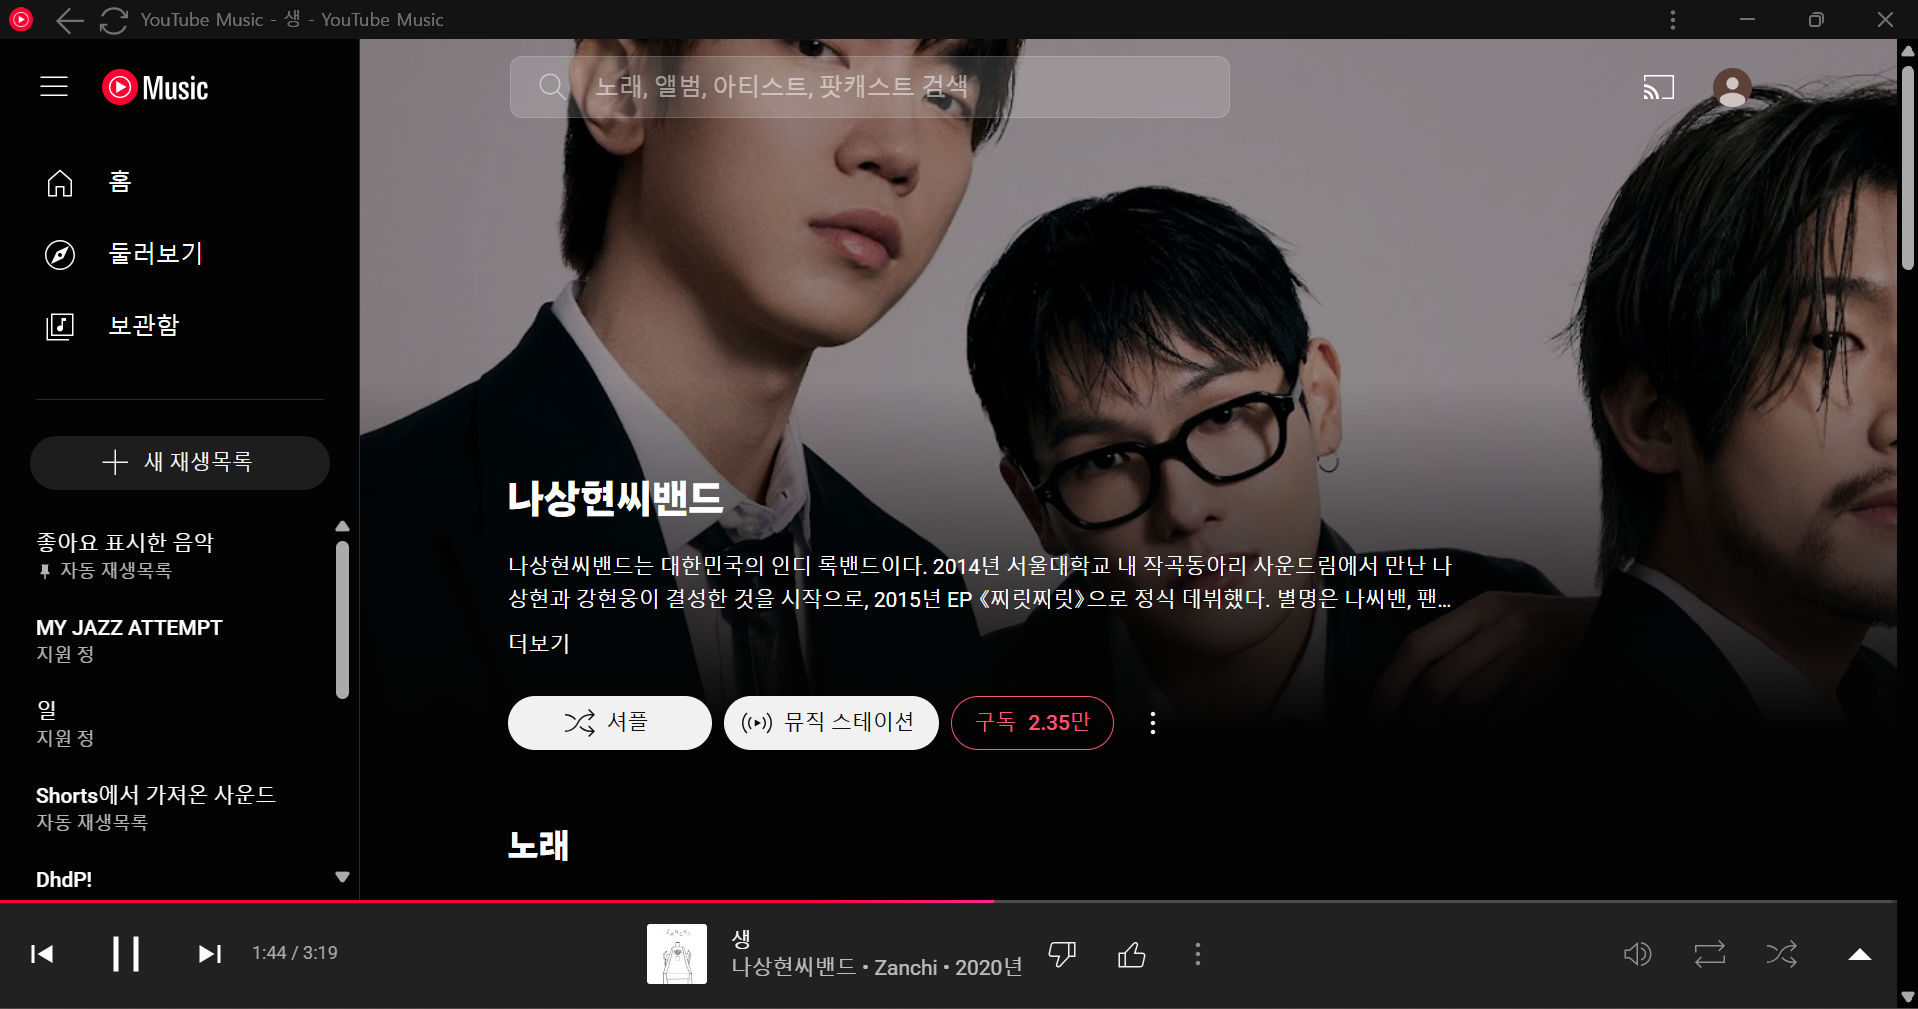 YouTube Music - 생 - YouTube Music
Music
노래, 앨범, 아티스트, 팟캐스트 검색
홈
둘러보기
보관함
새 재생목록
좋아요 표시한 음악
자동 재생목록
MY JAZZ ATTEMPT
지원 정
일
지원 정
Shorts에서 가져온 사운드
자동 재생목록
DhdP!
나상현씨밴드
나상현씨밴드는 대한민국의 인디 록밴드이다. 2014년 서울대학교 내 작곡동아리 사운드림에서 만난 나
상현과 강현웅이 결성한 것을 시작으로, 2015년 EP 《찌릿찌릿》으로 정식 데뷔했다. 별명은 나씨밴, 팬...
더보기
셔플
뮤직 스테이션
구독 2.35만
노래
1:44 / 3:19
ZANCHI
생
나상현씨밴드 • Zanchi • 2020년